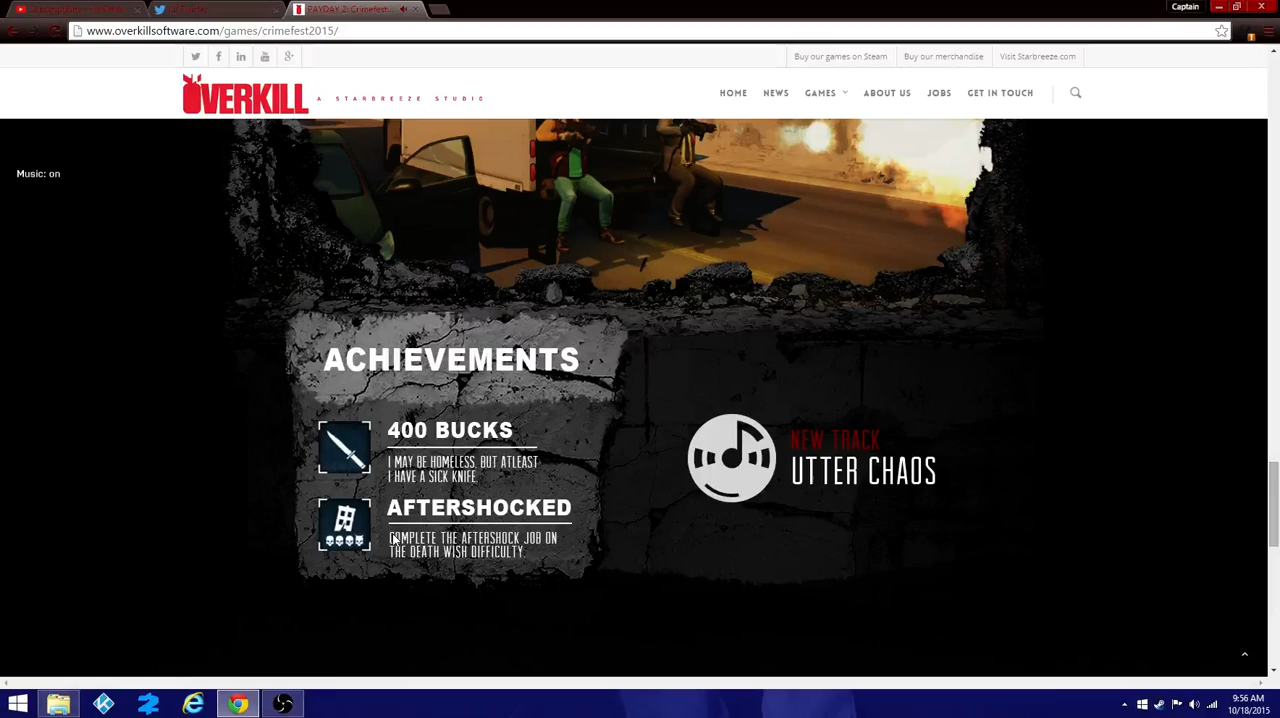 PAYDAY 2: Crimefest...
Captain
www.overkillsoftware.com/games/crimefest2015/
Buy our games on Steam
Buy our merchandise
Visit Starbreeze.com
OVERKILL
A STARBREEZE STUDIO
HOME
NEWS
GAMES
ABOUT US
JOBS
GET IN TOUCH
Music: on
ACHIEVEMENTS
400 BUCKS
I MAY BE HOMELESS, BUT ATLEAST
I HAVE A SICK KNIFE.
AFTERSHOCKED
COMPLETE THE AFTERSHOCK JOB ON
THE DEATH WISH DIFFICULTY.
NEW TRACK
UTTER CHAOS
9:56 AM
10/18/2015